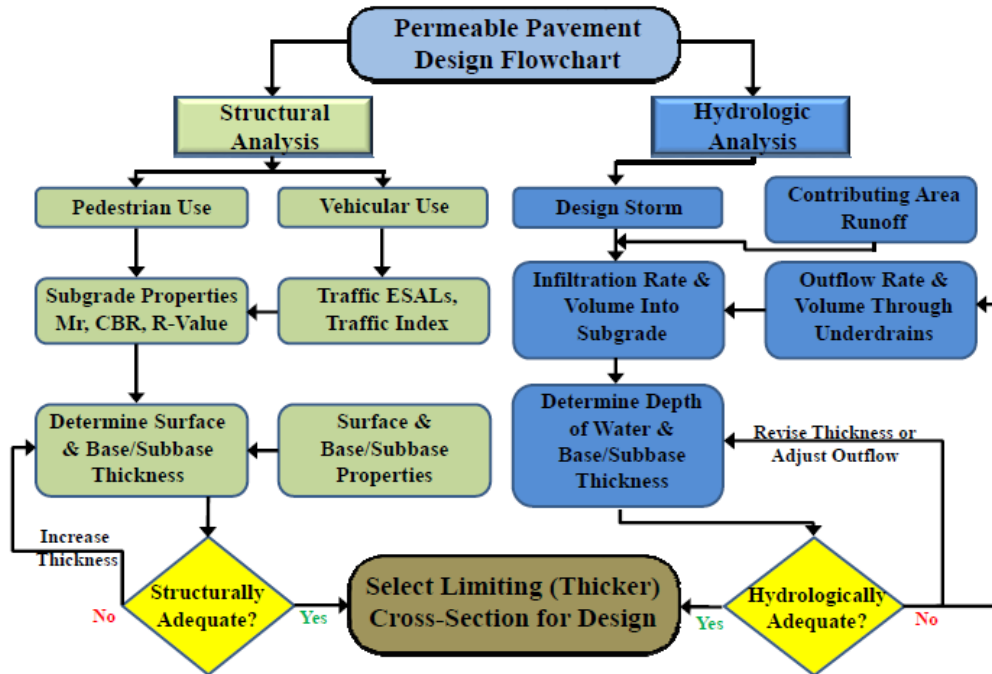 Permeable Pavement
Design Flowchart
Structural
Analysis
Hydrologic
Analysis
Pedestrian Use
Vehicular Use
Design Storm
Contributing Area
Runoff
Subgrade Properties
Mr, CBR, R-Value
Traffic ESALs,
Traffic Index
Infiltration Rate &
Volume Into
Subgrade
Outflow Rate &
Volume Through
Underdrains
Determine Surface
& Base/Subbase
Thickness
Surface &
Base/Subbase
Properties
Determine Depth
of Water &
Base/Subbase
Thickness
Revise Thickness or
Adjust Outflow
Increase
Thickness
Structurally
Adequate?
No
Yes
Select Limiting (Thicker)
Cross-Section for Design
Yes
Hydrologically
Adequate?
No